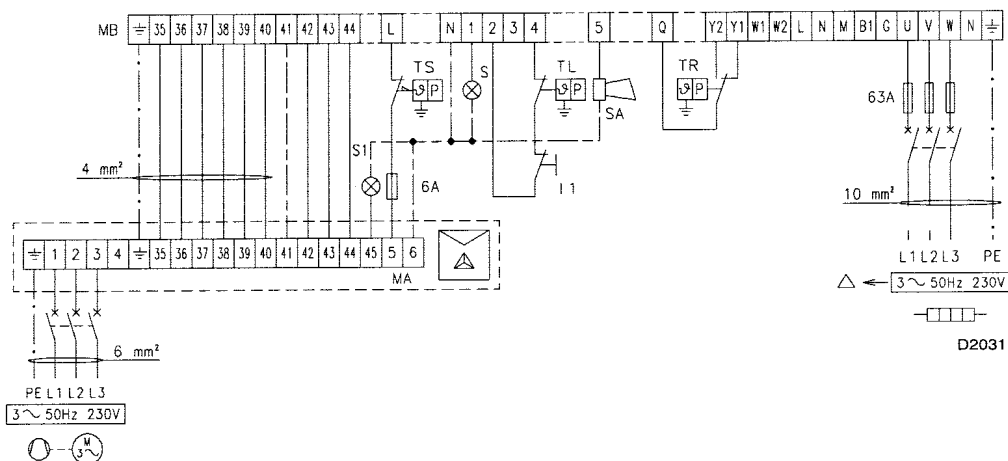 MB ⏚ 35 36 37 38 39 40 41 42 43 44 L N 1 2 3 4 5 Q Y2 Y1 W1 W2 L N M B1 G U V W N ⏚
TS S TL SA TR 63A
ϑ P ϑ P ϑ P
S1 6A I1
4 mm² 10 mm²
⏚ 1 2 3 4 ⏚ 35 36 37 38 39 40 41 42 43 44 45 5 6
MA
L1 L2 L3 PE
△ 3~ 50Hz 230V
D2031
6 mm²
PE L1 L2 L3
3~ 50Hz 230V
M
3~